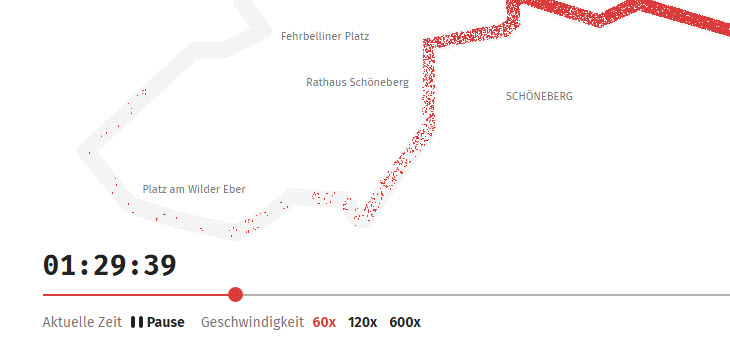 Fehrbelliner Platz
Rathaus Schöneberg
SCHÖNEBERG
Platz am Wilder Eber
01:29:39
Aktuelle Zeit Pause Geschwindigkeit 60x 120x 600x